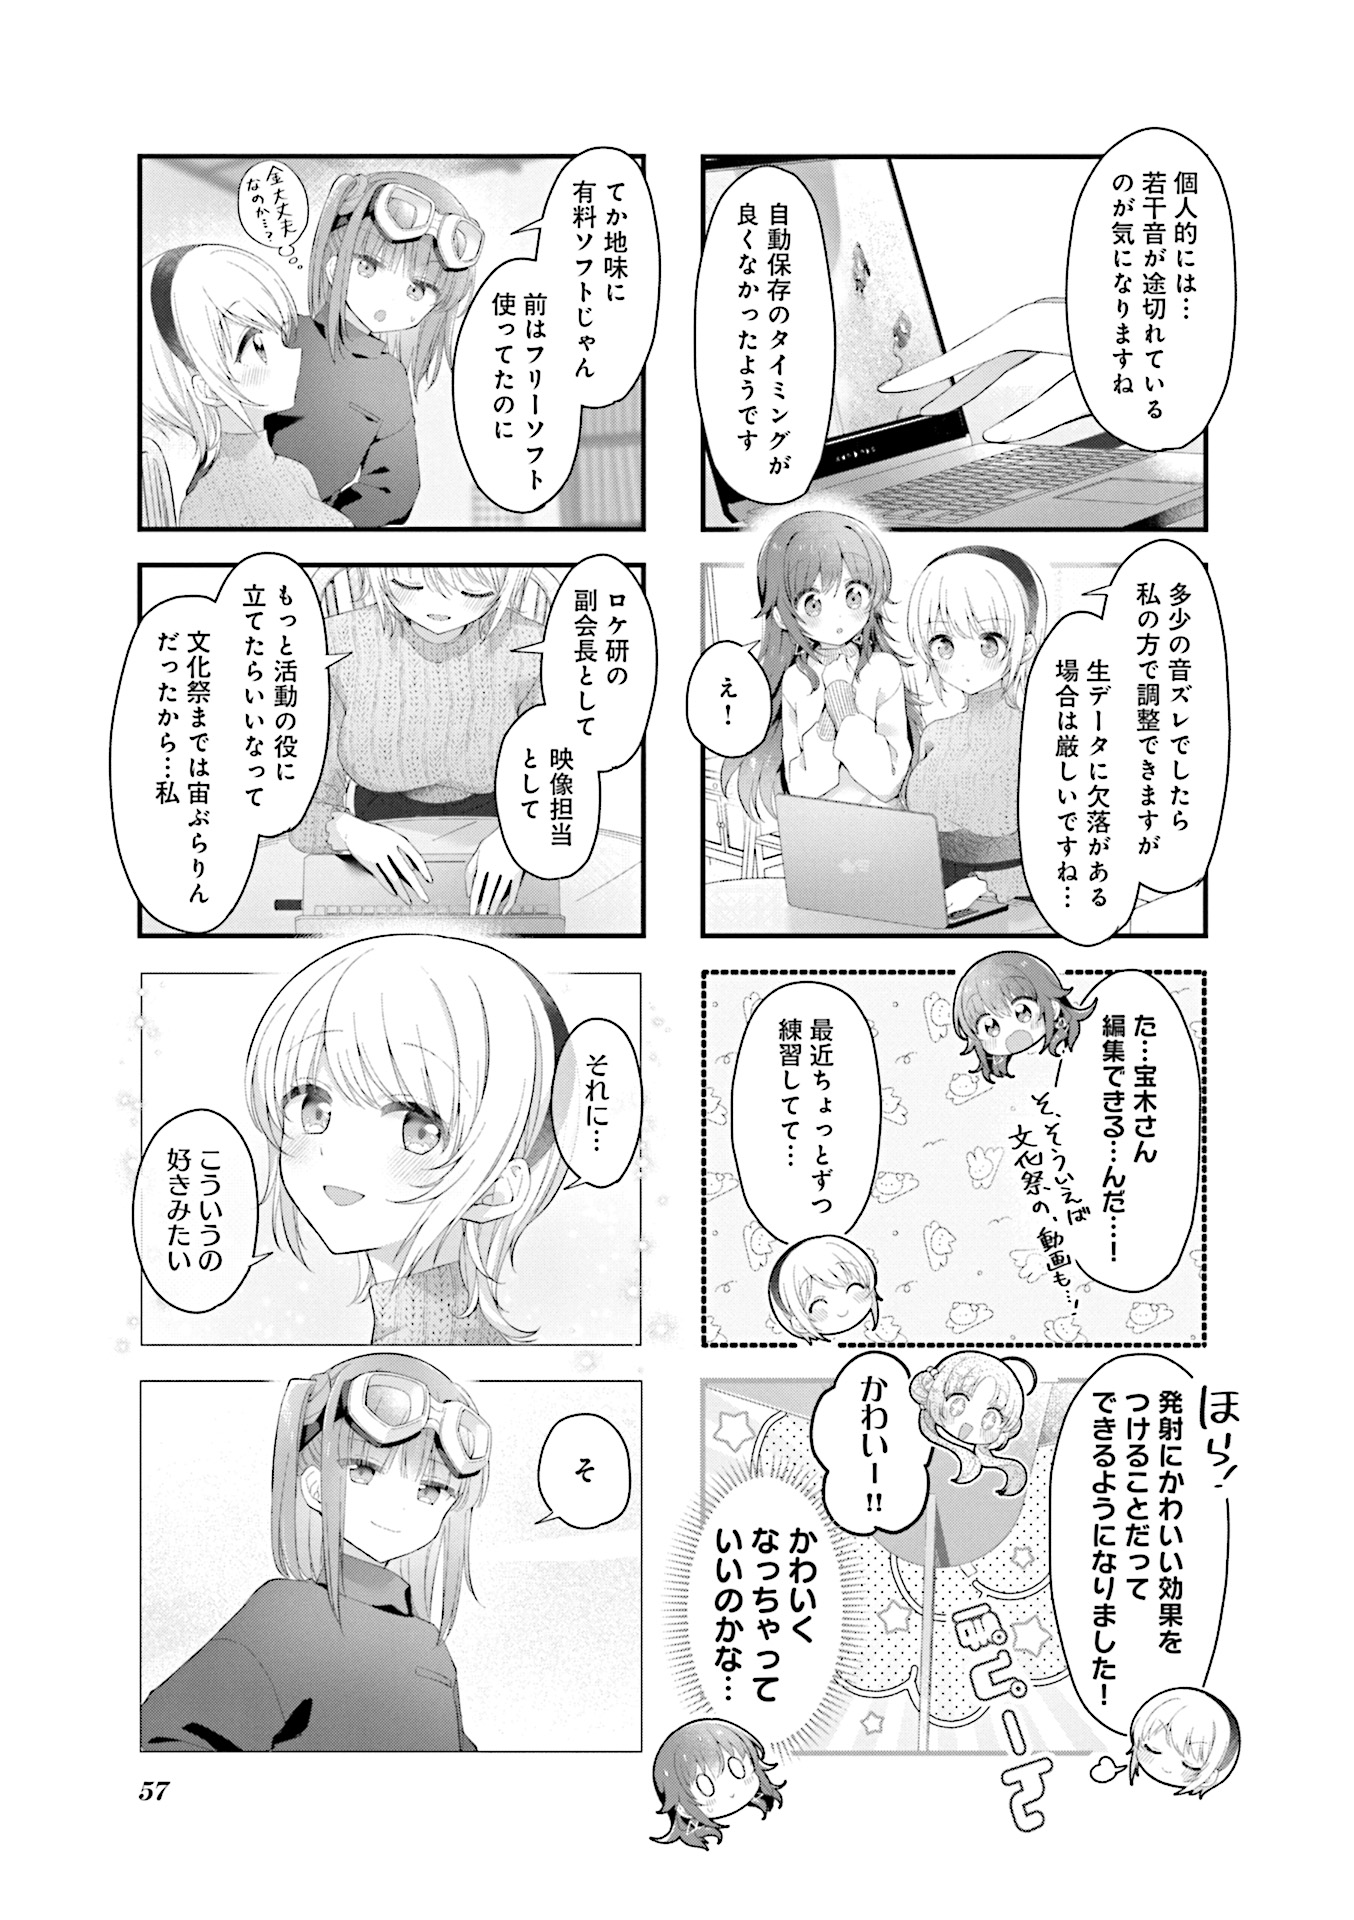 個人的には…
若干音が途切れている
のが気になりますね
自動保存のタイミングが
良くなかったようです
多少の音ズレでしたら
私の方で調整できますが
生データに欠落がある
場合は厳しいですね…
え！
た…宝木さん
編集できる…んだ…！
そ、そういえば
文化祭の、動画も…！
最近ちょっとずつ
練習してて…
ほら！
発射にかわいい効果を
つけることだって
できるようになりました！
かわいー!!
ぽぴーん
かわいく
なっちゃって
いいのかな…
てか地味に
有料ソフトじゃん
前はフリーソフト
使ってたのに
金大丈夫
なのか…？
ロケ研の
副会長として
映像担当
として
もっと活動の役に
立てたらいいなって
文化祭までは宙ぶらりん
だったから…私
それに…
こういうの
好きみたい
そ
57